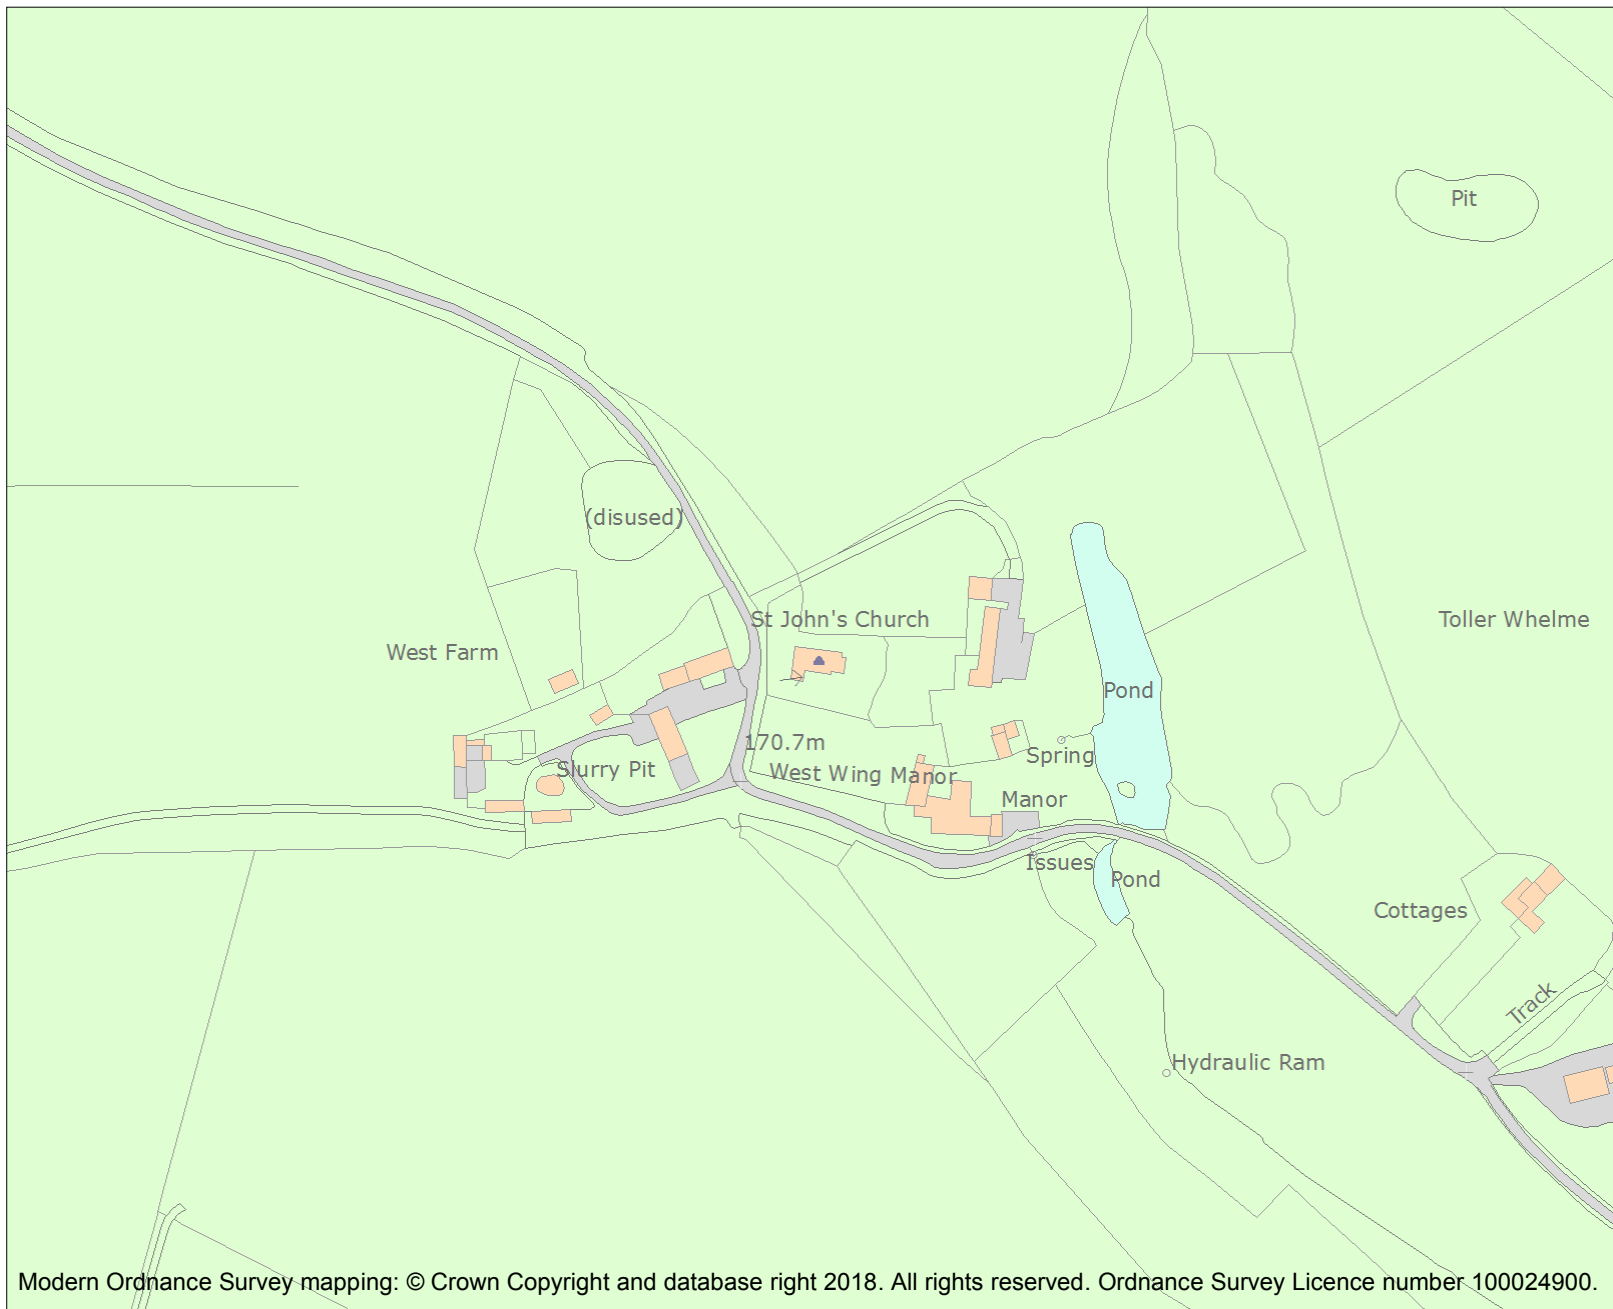 Pit
(disused)
St John's Church
Toller Whelme
West Farm
Pond
170.7m
Spring
Slurry Pit
West Wing Manor
Manor
Issues
Pond
Cottages
Track
Hydraulic Ram
Modern Ordnance Survey mapping: © Crown Copyright and database right 2018. All rights reserved. Ordnance Survey Licence number 100024900.